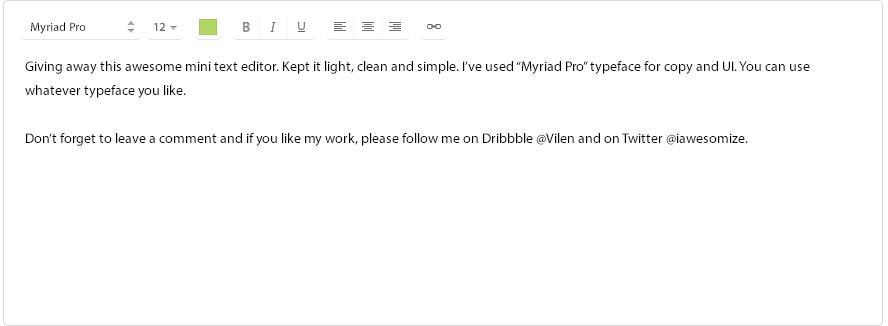 Myriad Pro 12 B I U
Giving away this awesome mini text editor. Kept it light, clean and simple. I’ve used “Myriad Pro” typeface for copy and UI. You can use
whatever typeface you like.
Don’t forget to leave a comment and if you like my work, please follow me on Dribbble @Vilen and on Twitter @iawesomize.